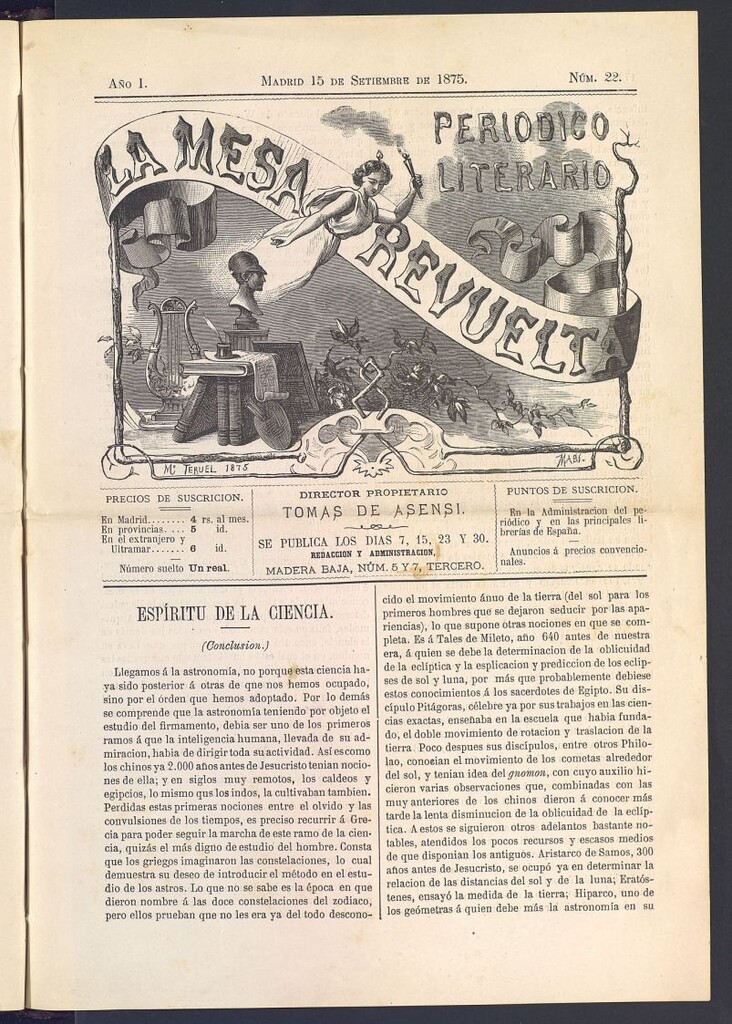 AÑO I.
MADRID 15 DE SETIEMBRE DE 1875.
NÚM. 22.
LA MESA REVUELTA
PERIODICO
LITERARIO
Mº TERUEL 1875
MABI.
PRECIOS DE SUSCRICION.
En Madrid........ 4 rs. al mes.
En provincias.... 5 id.
En el extranjero y
Ultramar....... 6 id.
Número suelto Un real.
DIRECTOR PROPIETARIO
TOMAS DE ASENSI.
SE PUBLICA LOS DIAS 7, 15, 23 Y 30.
REDACCION Y ADMINISTRACION,
MADERA BAJA, NÚM. 5 Y 7, TERCERO.
PUNTOS DE SUSCRICION.
En la Administracion del pe-
riódico y en las principales li-
brerías de España.
Anuncios á precios convencio-
nales.
ESPÍRITU DE LA CIENCIA.
(Conclusion.)
Llegamos á la astronomía, no porque esta ciencia ha-
ya sido posterior á otras de que nos hemos ocupado,
sino por el órden que hemos adoptado. Por lo demás
se comprende que la astronomía teniendo por objeto el
estudio del firmamento, debia ser uno de los primeros
ramos á que la inteligencia humana, llevada de su ad-
miracion, habia de dirigir toda su actividad. Así es como
los chinos ya 2.000 años antes de Jesucristo tenian nocio-
nes de ella; y en siglos muy remotos, los caldeos y
egipcios, lo mismo que los indos, la cultivaban tambien.
Perdidas estas primeras nociones entre el olvido y las
convulsiones de los tiempos, es preciso recurrir á Gre-
cia para poder seguir la marcha de este ramo de la cien-
cia, quizás el más digno de estudio del hombre. Consta
que los griegos imaginaron las constelaciones, lo cual
demuestra su deseo de introducir el método en el estu-
dio de los astros. Lo que no se sabe es la época en que
dieron nombre á las doce constelaciones del zodiaco,
pero ellos prueban que no les era ya del todo descono-
cido el movimiento ánuo de la tierra (del sol para los
primeros hombres que se dejaron seducir por las apa-
riencias), lo que supone otras nociones en que se com-
pleta. Es á Tales de Mileto, año 640 antes de nuestra
era, á quien se debe la determinacion de la oblicuidad
de la eclíptica y la esplicacion y prediccion de los eclip-
ses de sol y luna, por más que probablemente debiese
estos conocimientos á los sacerdotes de Egipto. Su dis-
cípulo Pitágoras, célebre ya por sus trabajos en las cien-
cias exactas, enseñaba en la escuela que habia funda-
do, el doble movimiento de rotacion y traslacion de la
tierra. Poco despues sus discípulos, entre otros Philo-
lao, conocian el movimiento de los cometas alrededor
del sol, y tenian idea del gnomon, con cuyo auxilio hi-
cieron varias observaciones que, combinadas con las
muy anteriores de los chinos dieron á conocer más
tarde la lenta disminucion de la oblicuidad de la eclíp-
tica. A estos se siguieron otros adelantos bastante no-
tables, atendidos los pocos recursos y escasos medios
de que disponian los antiguos. Aristarco de Samos, 300
años antes de Jesucristo, se ocupó ya en determinar la
relacion de las distancias del sol y de la luna; Eratós-
tenes, ensayó la medida de la tierra; Hiparco, uno de
los geómetras á quien debe más la astronomía en su